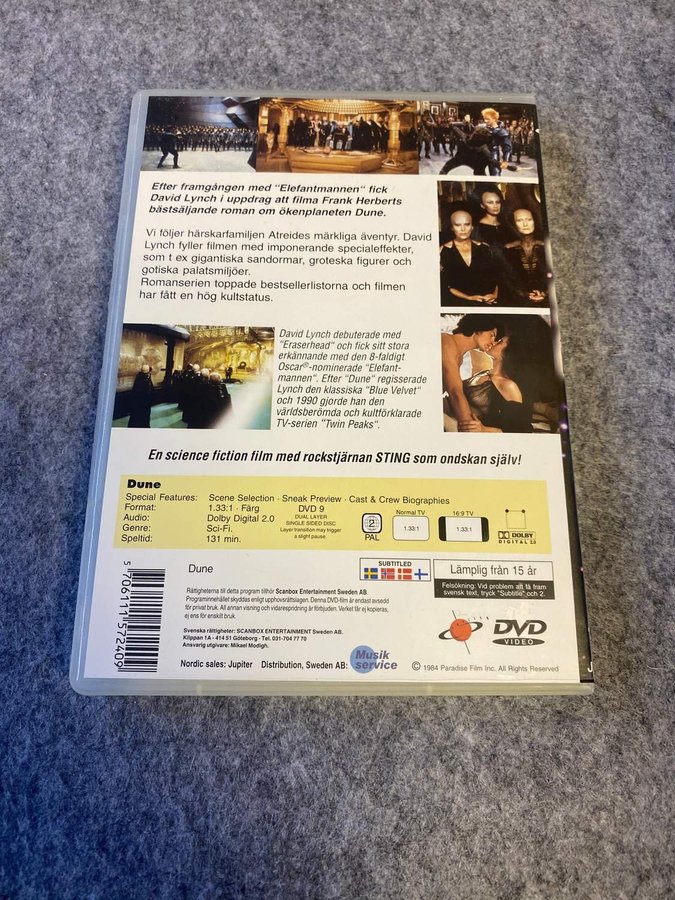 Efter framgången med "Elefantmannen" fick
David Lynch i uppdrag att filma Frank Herberts
bästsäljande roman om ökenplaneten Dune.
Vi följer härskarfamiljen Atreides märkliga äventyr. David
Lynch fyller filmen med imponerande specialeffekter,
som t ex gigantiska sandormar, groteska figurer och
gotiska palatsmiljöer.
Romanserien toppade bestsellerlistorna och filmen
har fått en hög kultstatus.
David Lynch debuterade med
"Eraserhead" och fick sitt stora
erkännande med den 8-faldigt
Oscar®-nominerade "Elefant-
mannen". Efter "Dune" regisserade
Lynch den klassiska "Blue Velvet"
och 1990 gjorde han den
världsberömda och kultförklarade
TV-serien "Twin Peaks".
En science fiction film med rockstjärnan STING som ondskan själv!
Dune
Special Features: Scene Selection · Sneak Preview · Cast & Crew Biographies
Format: 1.33:1 · Färg
Audio: Dolby Digital 2.0
Genre: Sci-Fi.
Speltid: 131 min.
DVD 9
DUAL LAYER
SINGLE SIDED DISC
Layer transition may trigger
a slight pause.
2
PAL
Normal TV
1.33:1
16:9 TV
1.33:1
DOLBY
DIGITAL 2.0
Dune
SUBTITLED
Lämplig från 15 år
Felsökning: Vid problem att få fram
svensk text, tryck "Subtitle" och 2.
Rättigheterna till detta program tillhör Scanbox Entertainment Sweden AB.
Programinnehållet skyddas enligt upphovsrättslagen. Denna DVD-film är endast avsedd
för privat bruk. All annan visning och vidarespridning är förbjuden. Verket får ej kopieras,
ej ens för enskilt bruk.
Svenska rättigheter: SCANBOX ENTERTAINMENT Sweden AB.
Klippan 1A - 414 51 Göteborg - Tel. 031-704 77 70
Ansvarig utgivare: Mikael Modigh.
Nordic sales: Jupiter Distribution, Sweden AB:
Musik
service
DVD
VIDEO
© 1984 Paradise Film Inc. All Rights Reserved
5706111572409